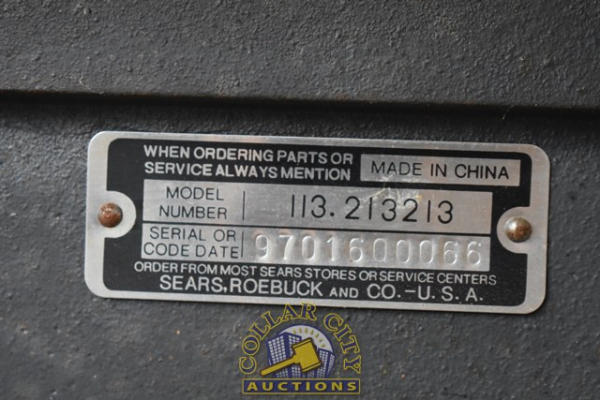 WHEN ORDERING PARTS OR
SERVICE ALWAYS MENTION
MADE IN CHINA
MODEL
NUMBER
113.213213
SERIAL OR
CODE DATE
9701600066
ORDER FROM MOST SEARS STORES OR SERVICE CENTERS
SEARS, ROEBUCK AND CO.-U.S.A.
COLLAR CITY
AUCTIONS